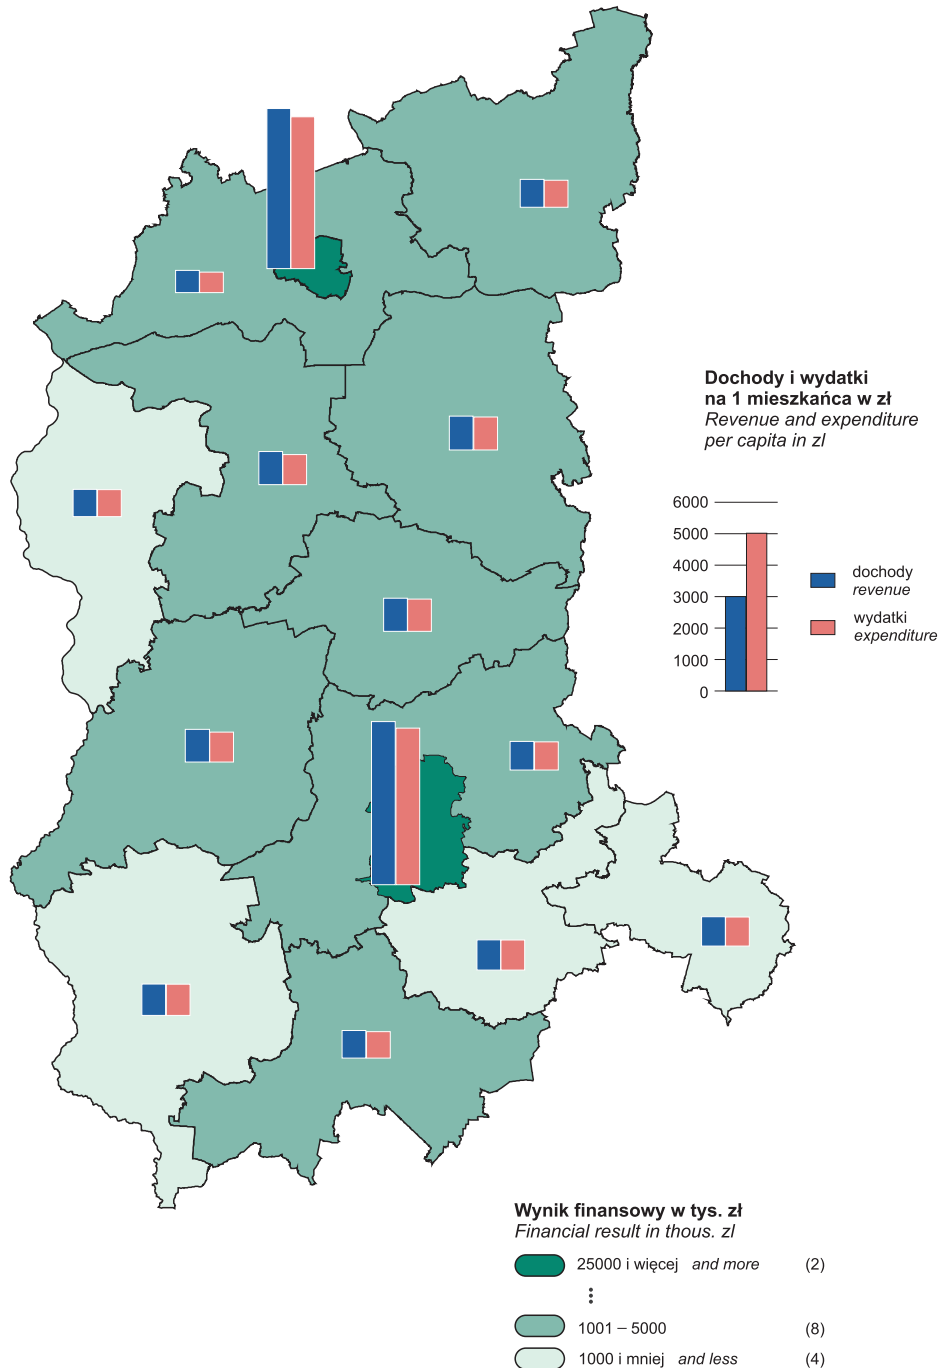 Dochody i wydatki
na 1 mieszkańca w zł
Revenue and expenditure
per capita in zl
6000
5000
4000
3000
2000
1000
0
dochody
revenue
wydatki
expenditure
Wynik finansowy w tys. zł
Financial result in thous. zl
25000 i więcej and more (2)
1001 – 5000 (8)
1000 i mniej and less (4)